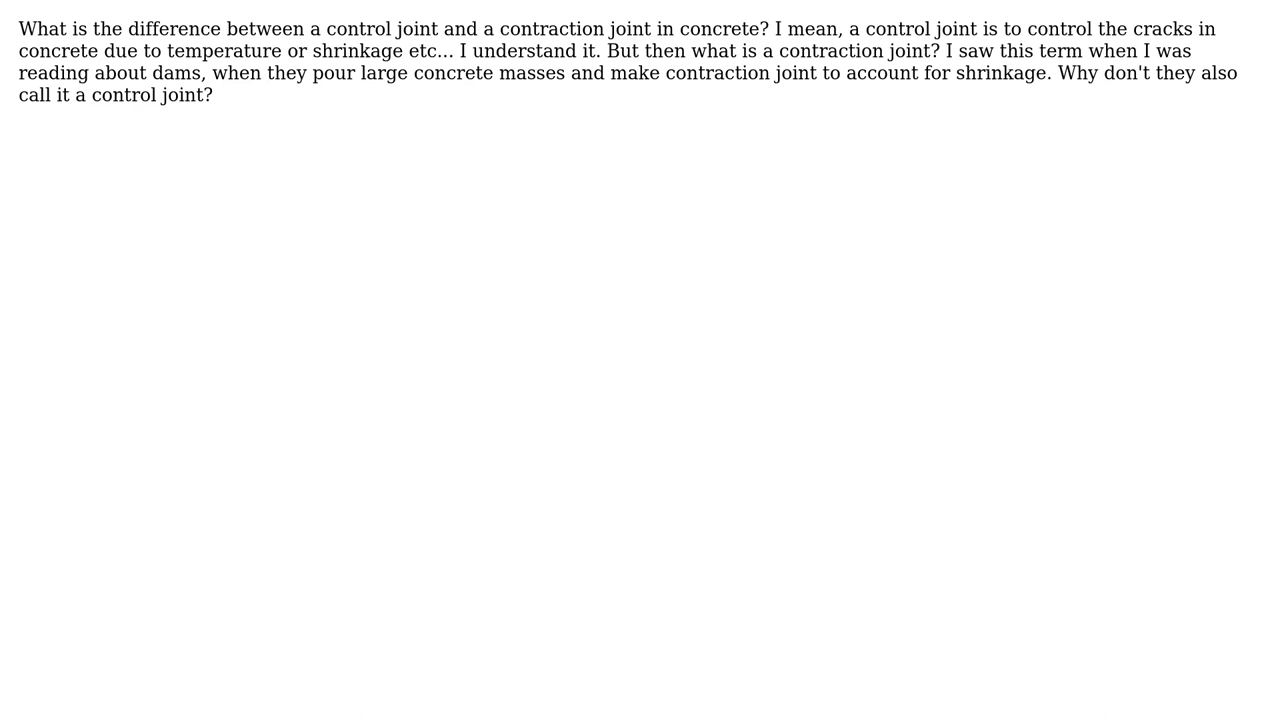 What is the difference between a control joint and a contraction joint in concrete? I mean, a control joint is to control the cracks in
concrete due to temperature or shrinkage etc... I understand it. But then what is a contraction joint? I saw this term when I was
reading about dams, when they pour large concrete masses and make contraction joint to account for shrinkage. Why don't they also
call it a control joint?